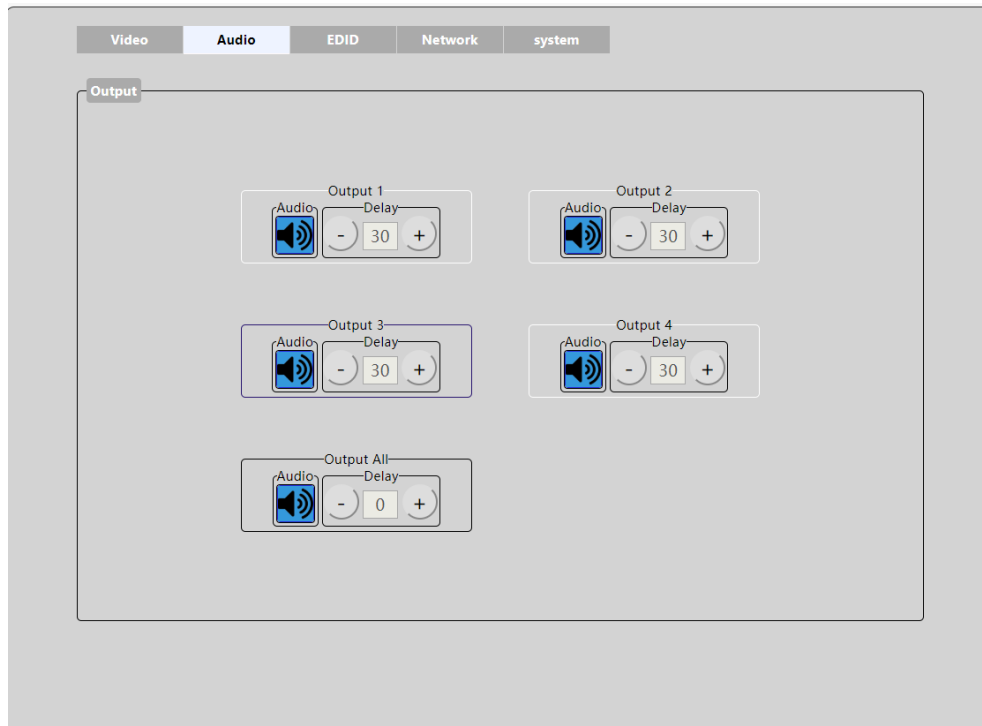 Video Audio EDID Network system
Output
Output 1 Output 2
Audio Delay Audio Delay
- 30 + - 30 +
Output 3 Output 4
Audio Delay Audio Delay
- 30 + - 30 +
Output All
Audio Delay
- 0 +